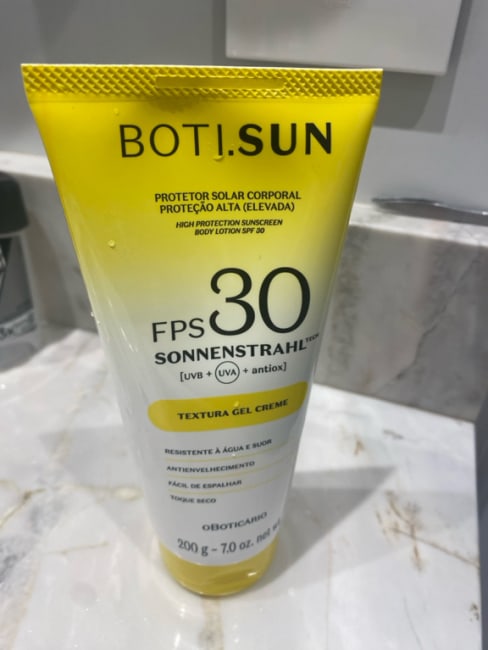 BOTI.SUN
PROTETOR SOLAR CORPORAL
PROTEÇÃO ALTA (ELEVADA)
HIGH PROTECTION SUNSCREEN
BODY LOTION SPF 30
FPS 30
SONNENSTRAHL TECH
[UVB + UVA + antiox]
TEXTURA GEL CREME
RESISTENTE À ÁGUA E SUOR
ANTIENVELHECIMENTO
FÁCIL DE ESPALHAR
TOQUE SECO
OBOTICÁRIO
200 g – 7.0 oz. net